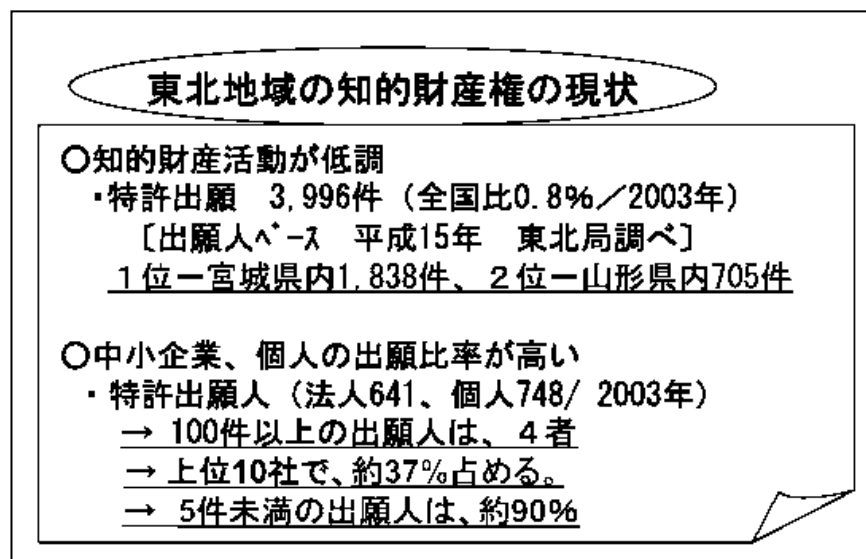 東北地域の知的財産権の現状
○知的財産活動が低調
・特許出願 3,996件（全国比0.8%／2003年）
〔出願人ﾍﾞｰｽ 平成15年 東北局調べ〕
１位－宮城県内1,838件、２位－山形県内705件
○中小企業、個人の出願比率が高い
・特許出願人（法人641、個人748/ 2003年）
→ 100件以上の出願人は、４者
→ 上位10社で、約37%占める。
→ 5件未満の出願人は、約90%